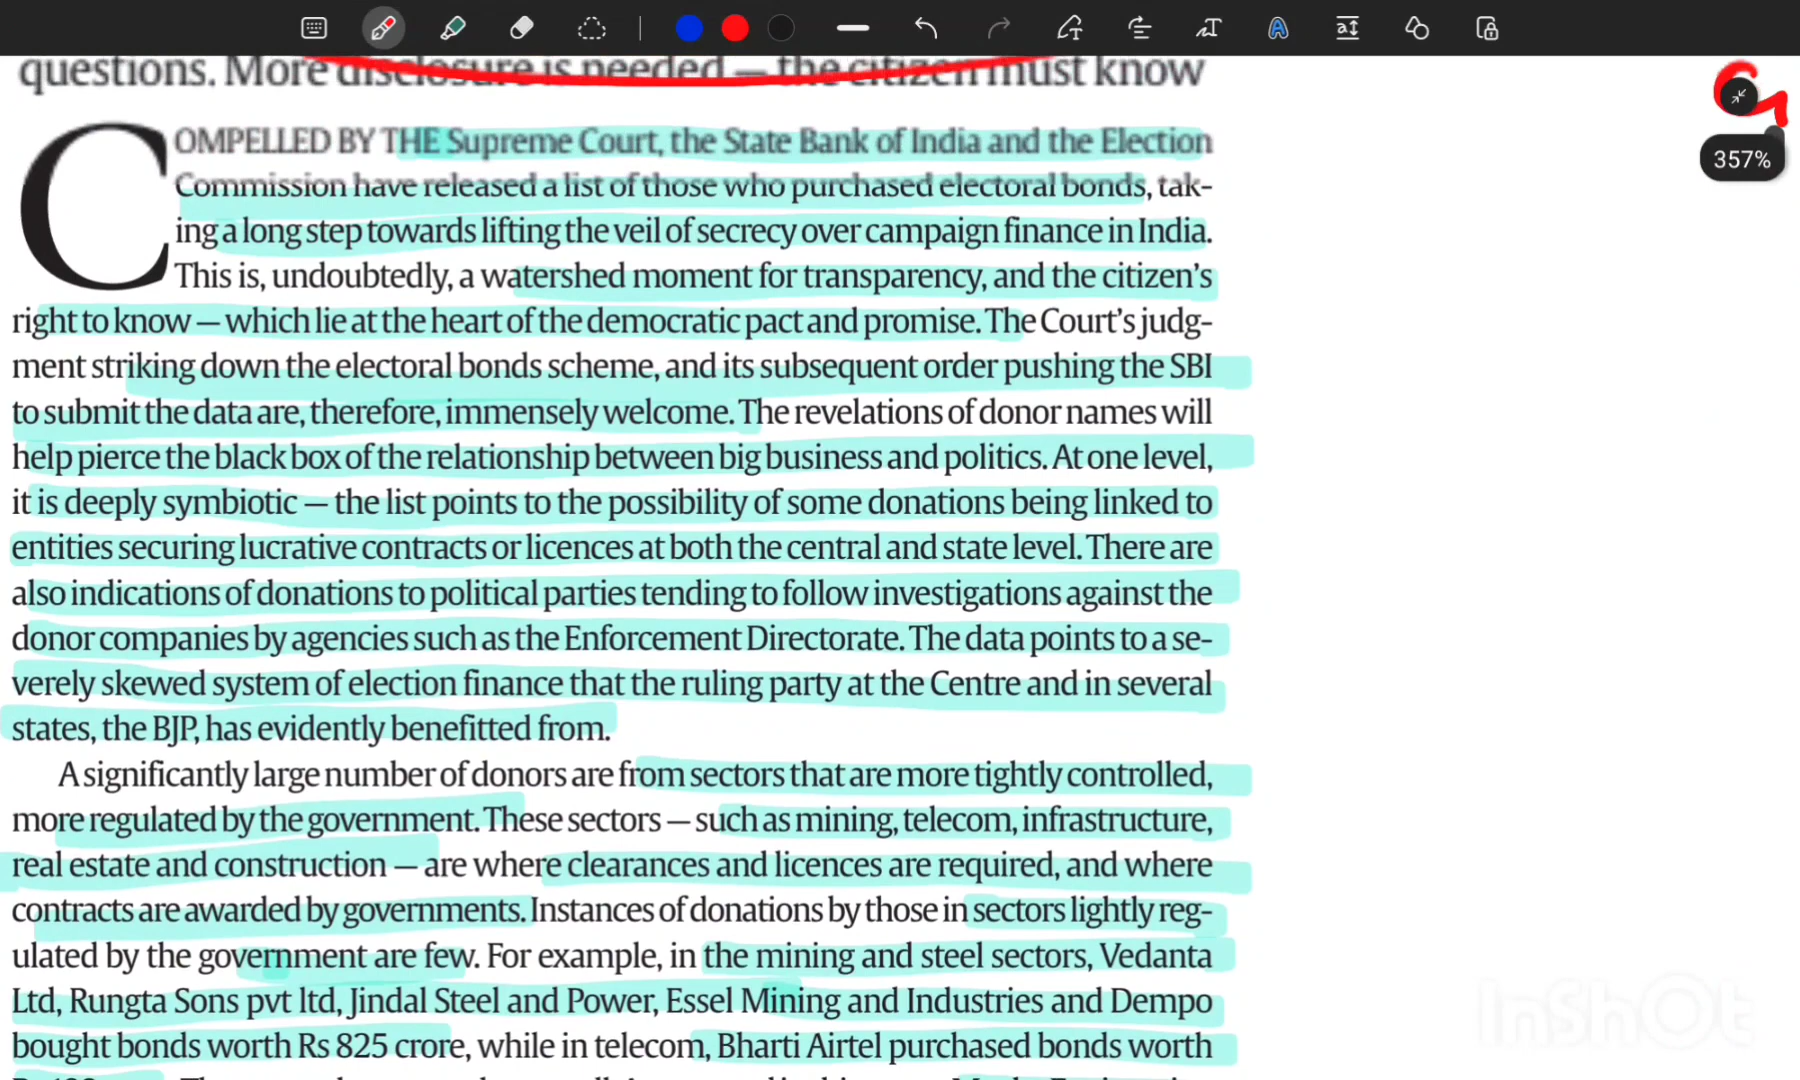 questions. More disclosure is needed — the citizen must know
357%
COMPELLED BY THE Supreme Court, the State Bank of India and the Election
Commission have released a list of those who purchased electoral bonds, tak-
ing a long step towards lifting the veil of secrecy over campaign finance in India.
This is, undoubtedly, a watershed moment for transparency, and the citizen’s
right to know — which lie at the heart of the democratic pact and promise. The Court’s judg-
ment striking down the electoral bonds scheme, and its subsequent order pushing the SBI
to submit the data are, therefore, immensely welcome. The revelations of donor names will
help pierce the black box of the relationship between big business and politics. At one level,
it is deeply symbiotic — the list points to the possibility of some donations being linked to
entities securing lucrative contracts or licences at both the central and state level. There are
also indications of donations to political parties tending to follow investigations against the
donor companies by agencies such as the Enforcement Directorate. The data points to a se-
verely skewed system of election finance that the ruling party at the Centre and in several
states, the BJP, has evidently benefitted from.
A significantly large number of donors are from sectors that are more tightly controlled,
more regulated by the government. These sectors — such as mining, telecom, infrastructure,
real estate and construction — are where clearances and licences are required, and where
contracts are awarded by governments. Instances of donations by those in sectors lightly reg-
ulated by the government are few. For example, in the mining and steel sectors, Vedanta
Ltd, Rungta Sons pvt ltd, Jindal Steel and Power, Essel Mining and Industries and Dempo
bought bonds worth Rs 825 crore, while in telecom, Bharti Airtel purchased bonds worth
InShOt